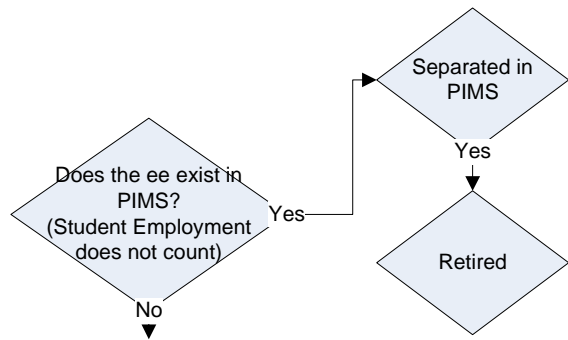 Separated in
PIMS
Yes
Does the ee exist in
PIMS?
(Student Employment
does not count)
Yes
Retired
No